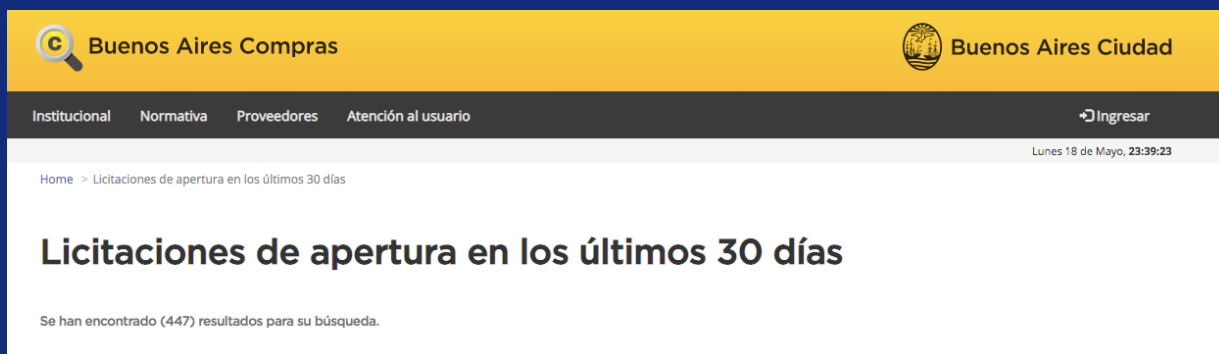 Buenos Aires Compras
Buenos Aires Ciudad
Institucional Normativa Proveedores Atención al usuario Ingresar
Lunes 18 de Mayo, 23:39:23
Home > Licitaciones de apertura en los últimos 30 días
Licitaciones de apertura en los últimos 30 días
Se han encontrado (447) resultados para su búsqueda.